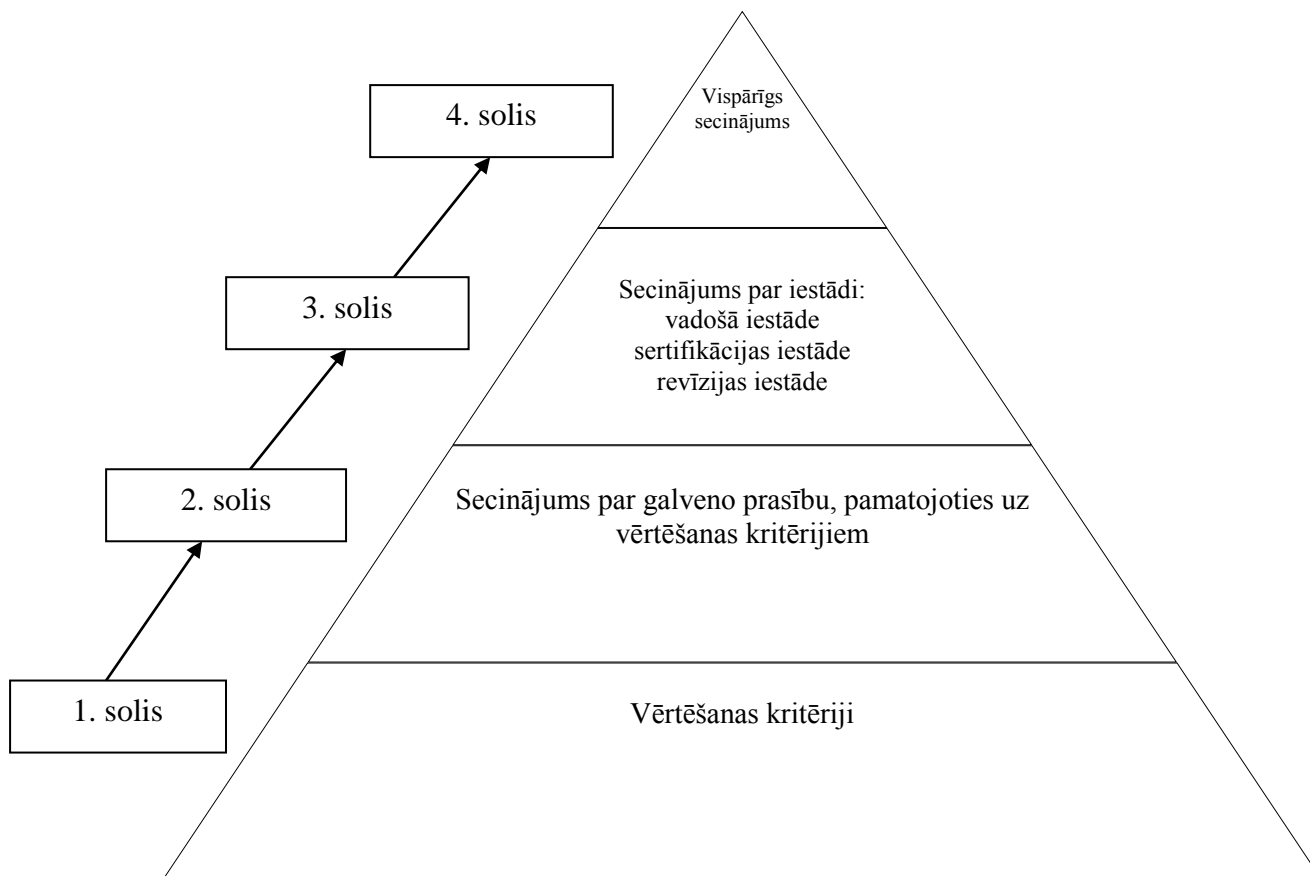 Vispārīgs
secinājums
4. solis
Secinājums par iestādi:
vadošā iestāde
sertifikācijas iestāde
revīzijas iestāde
3. solis
Secinājums par galveno prasību, pamatojoties uz
vērtēšanas kritērijiem
2. solis
Vērtēšanas kritēriji
1. solis